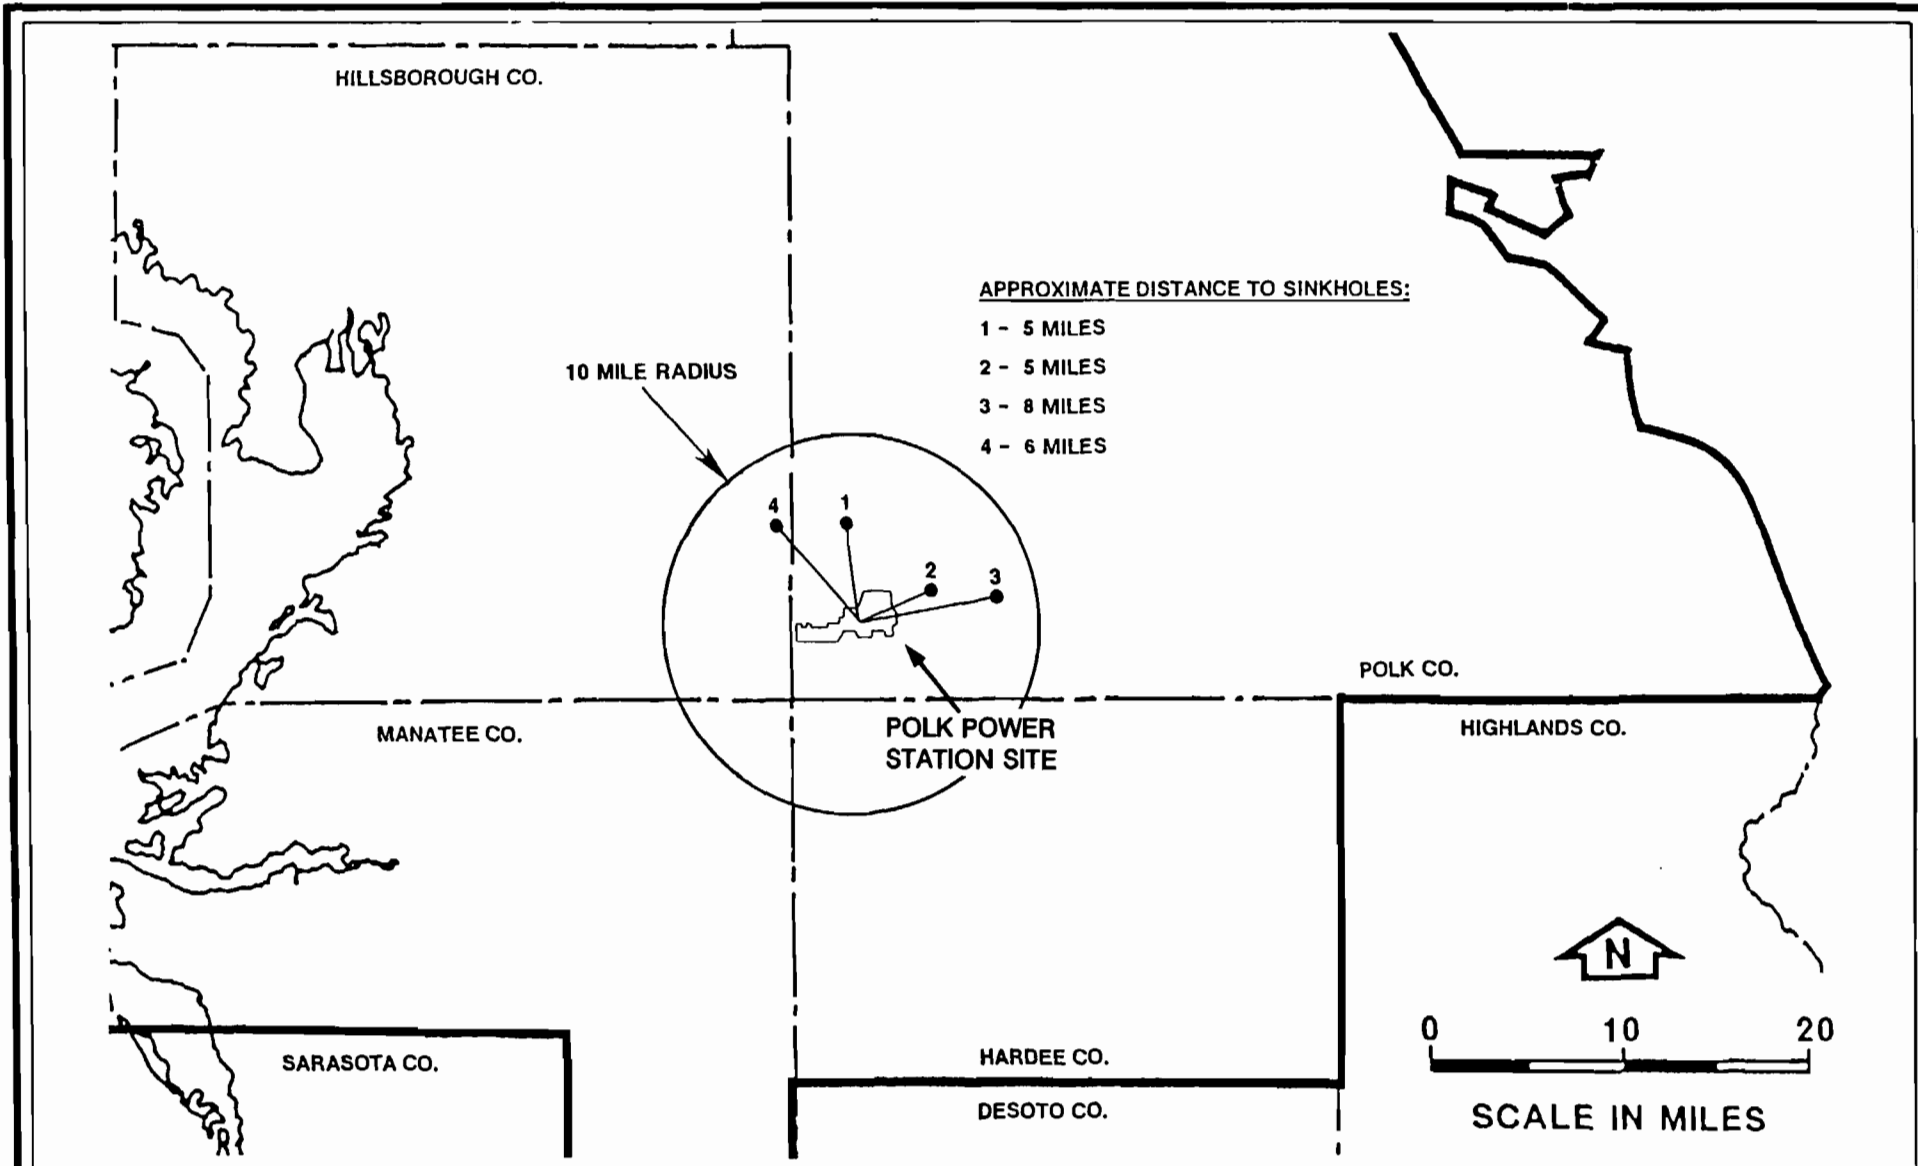 HILLSBOROUGH CO.
APPROXIMATE DISTANCE TO SINKHOLES:
1 - 5 MILES
2 - 5 MILES
3 - 8 MILES
4 - 6 MILES
10 MILE RADIUS
4
1
2
3
POLK CO.
HIGHLANDS CO.
MANATEE CO.
POLK POWER
STATION SITE
N
0 10 20
SCALE IN MILES
SARASOTA CO.
HARDEE CO.
DESOTO CO.